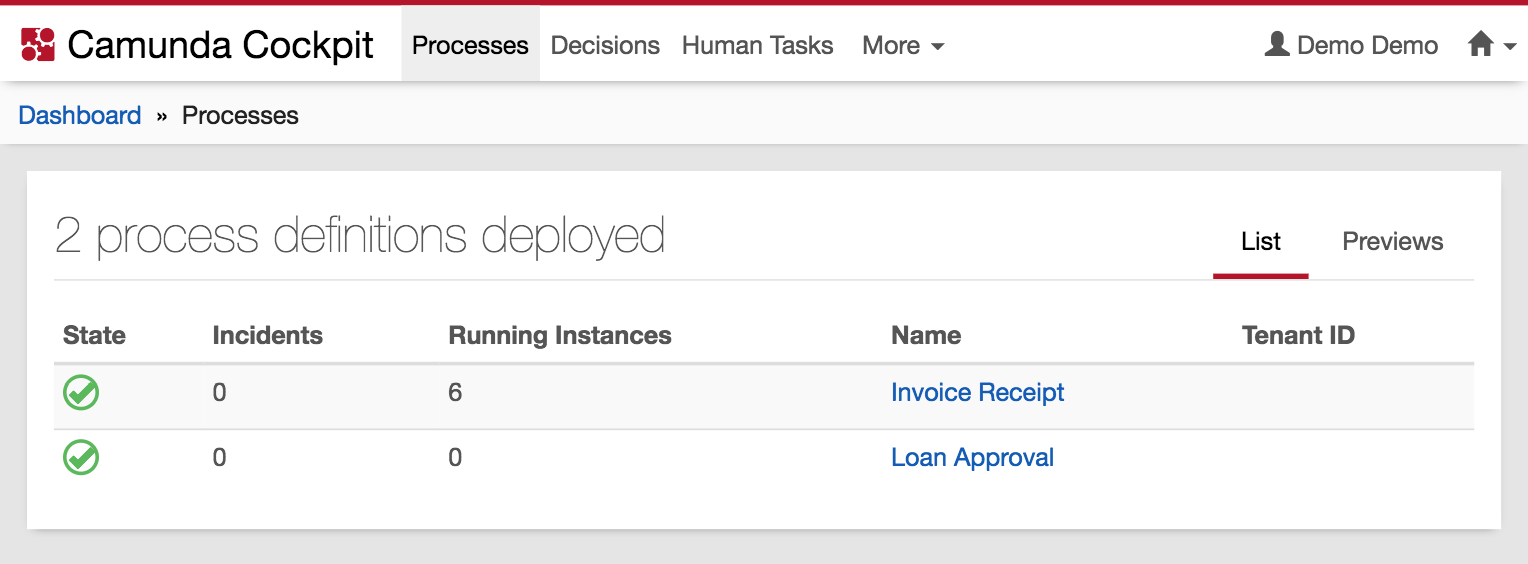 Camunda Cockpit Processes Decisions Human Tasks More Demo Demo
Dashboard » Processes
2 process definitions deployed List Previews
State Incidents Running Instances Name Tenant ID
0 6 Invoice Receipt
0 0 Loan Approval